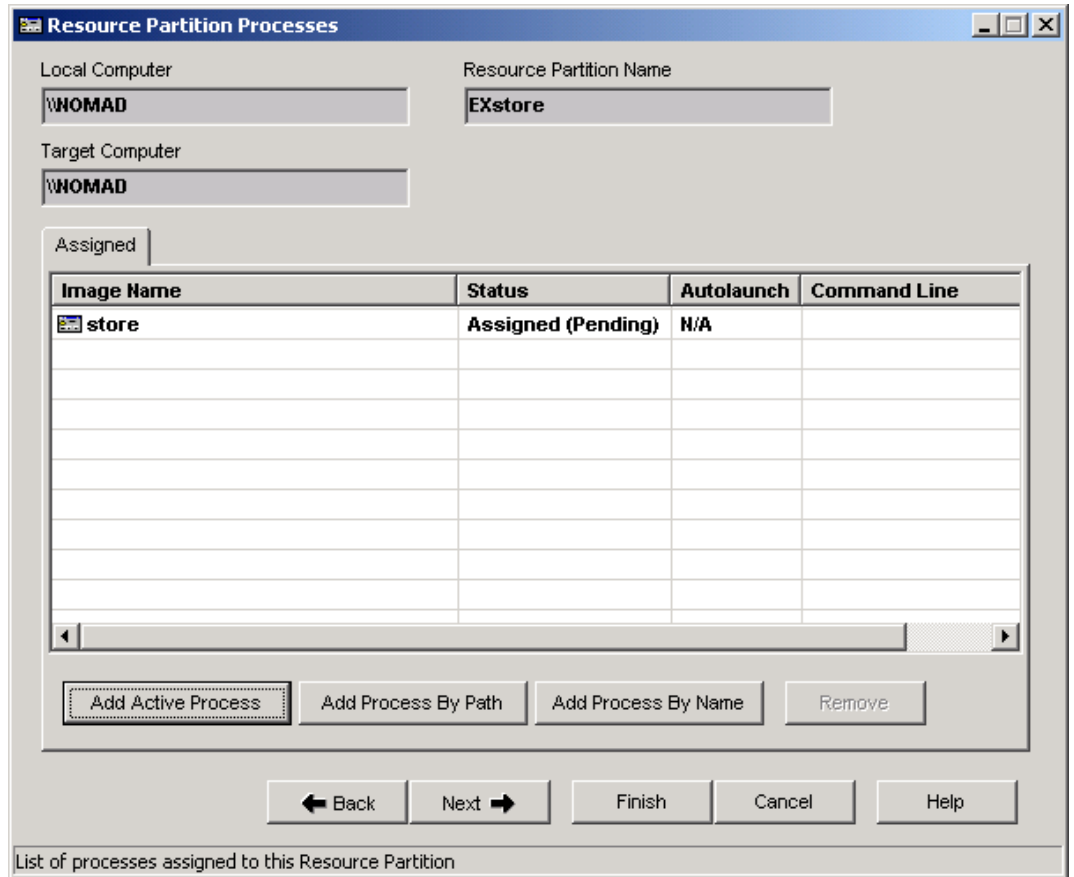 Resource Partition Processes
Local Computer Resource Partition Name
\\NOMAD EXstore
Target Computer
\\NOMAD
Assigned
Image Name Status Autolaunch Command Line
store Assigned (Pending) N/A
Add Active Process Add Process By Path Add Process By Name Remove
Back Next Finish Cancel Help
List of processes assigned to this Resource Partition